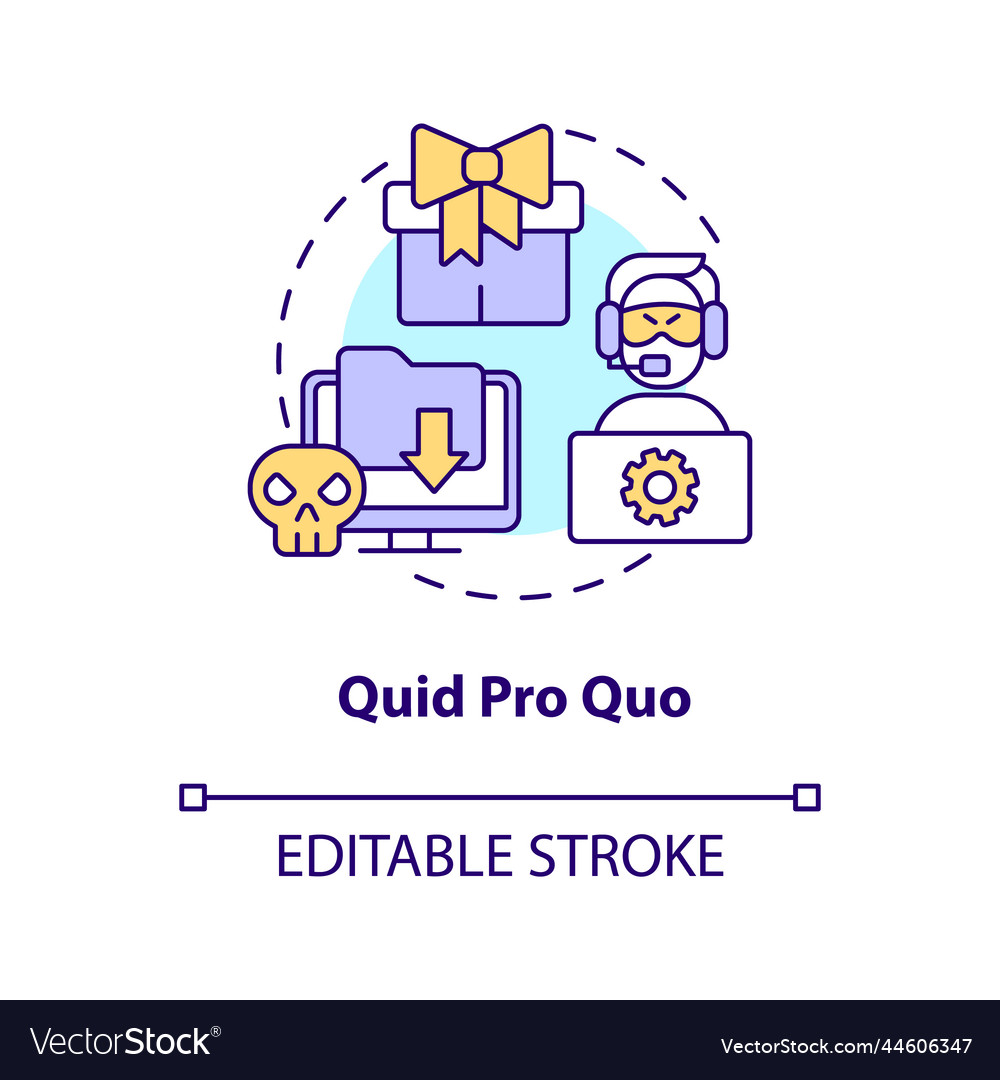 Quid Pro Quo
EDITABLE STROKE
VectorStock®
VectorStock.com/44606347